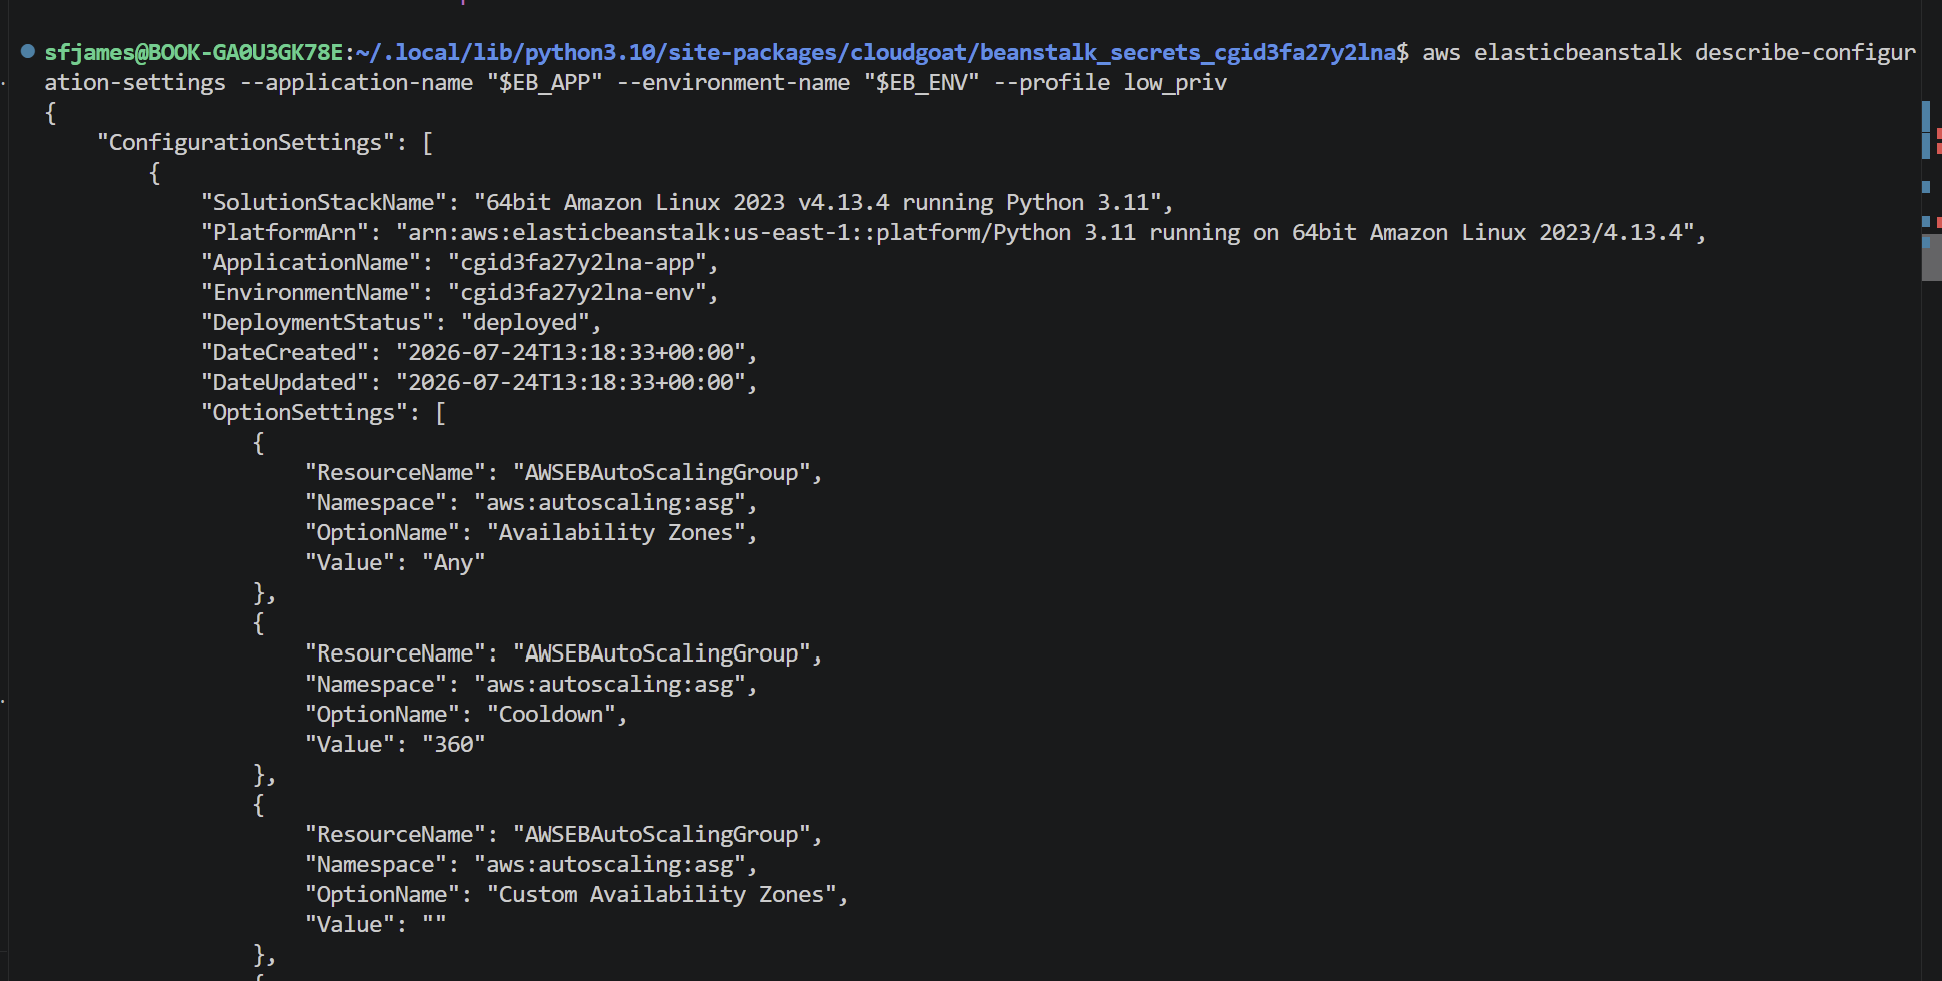 sfjames@BOOK-GA0U3GK78E:~/.local/lib/python3.10/site-packages/cloudgoat/beanstalk_secrets_cgid3fa27y2lna$ aws elasticbeanstalk describe-configur
ation-settings --application-name "$EB_APP" --environment-name "$EB_ENV" --profile low_priv
{
    "ConfigurationSettings": [
        {
            "SolutionStackName": "64bit Amazon Linux 2023 v4.13.4 running Python 3.11",
            "PlatformArn": "arn:aws:elasticbeanstalk:us-east-1::platform/Python 3.11 running on 64bit Amazon Linux 2023/4.13.4",
            "ApplicationName": "cgid3fa27y2lna-app",
            "EnvironmentName": "cgid3fa27y2lna-env",
            "DeploymentStatus": "deployed",
            "DateCreated": "2026-07-24T13:18:33+00:00",
            "DateUpdated": "2026-07-24T13:18:33+00:00",
            "OptionSettings": [
                {
                    "ResourceName": "AWSEBAutoScalingGroup",
                    "Namespace": "aws:autoscaling:asg",
                    "OptionName": "Availability Zones",
                    "Value": "Any"
                },
                {
                    "ResourceName": "AWSEBAutoScalingGroup",
                    "Namespace": "aws:autoscaling:asg",
                    "OptionName": "Cooldown",
                    "Value": "360"
                },
                {
                    "ResourceName": "AWSEBAutoScalingGroup",
                    "Namespace": "aws:autoscaling:asg",
                    "OptionName": "Custom Availability Zones",
                    "Value": ""
                },
                {